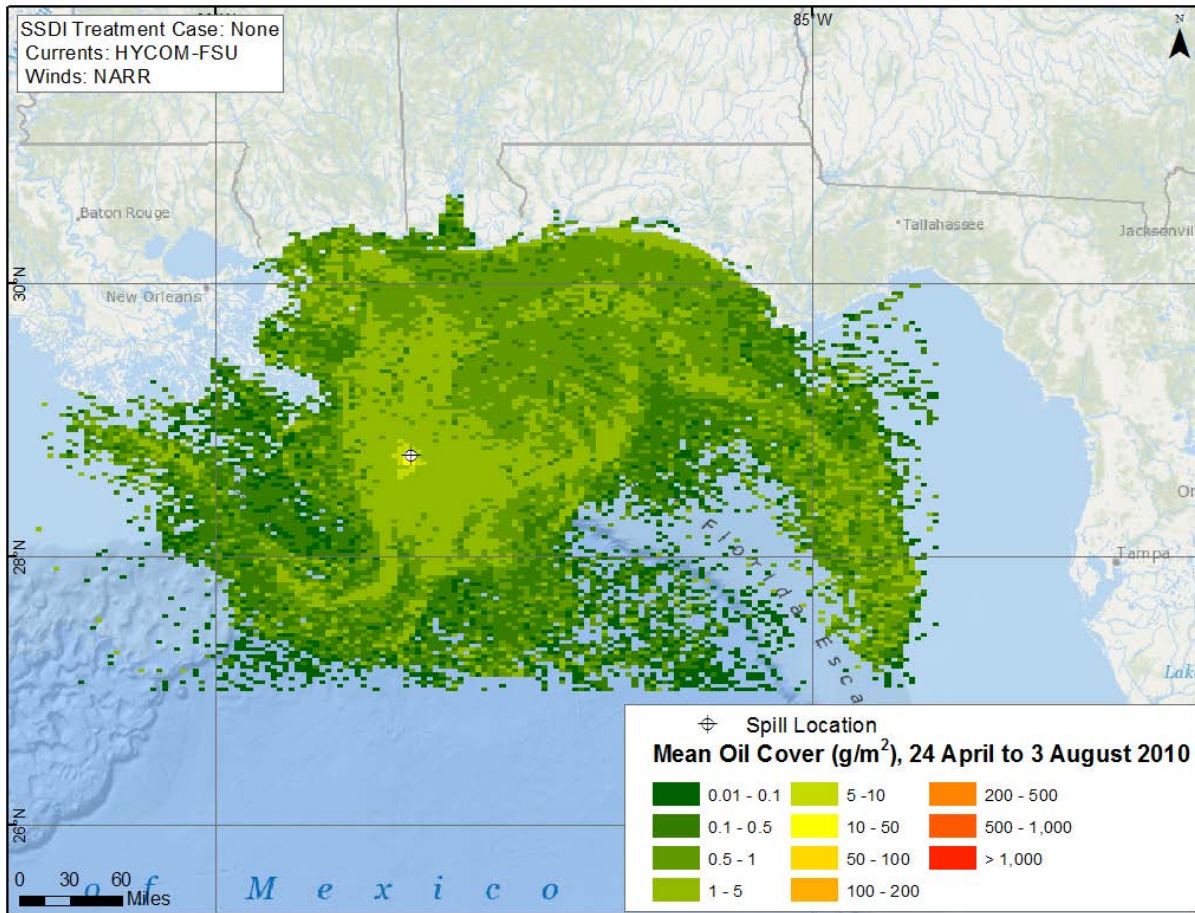 SSDI Treatment Case: None
Currents: HYCOM-FSU
Winds: NARR
85°W
N
Baton Rouge
Tallahassee
Jacksonvil
30°N
New Orleans
Or
28°N
Florida Esca
Tampa
Lake
Spill Location
Mean Oil Cover (g/m²), 24 April to 3 August 2010
0.01 - 0.1
5 -10
200 - 500
0.1 - 0.5
10 - 50
500 - 1,000
0.5 - 1
50 - 100
> 1,000
1 - 5
100 - 200
26°N
0 30 60
Miles
of Mexico